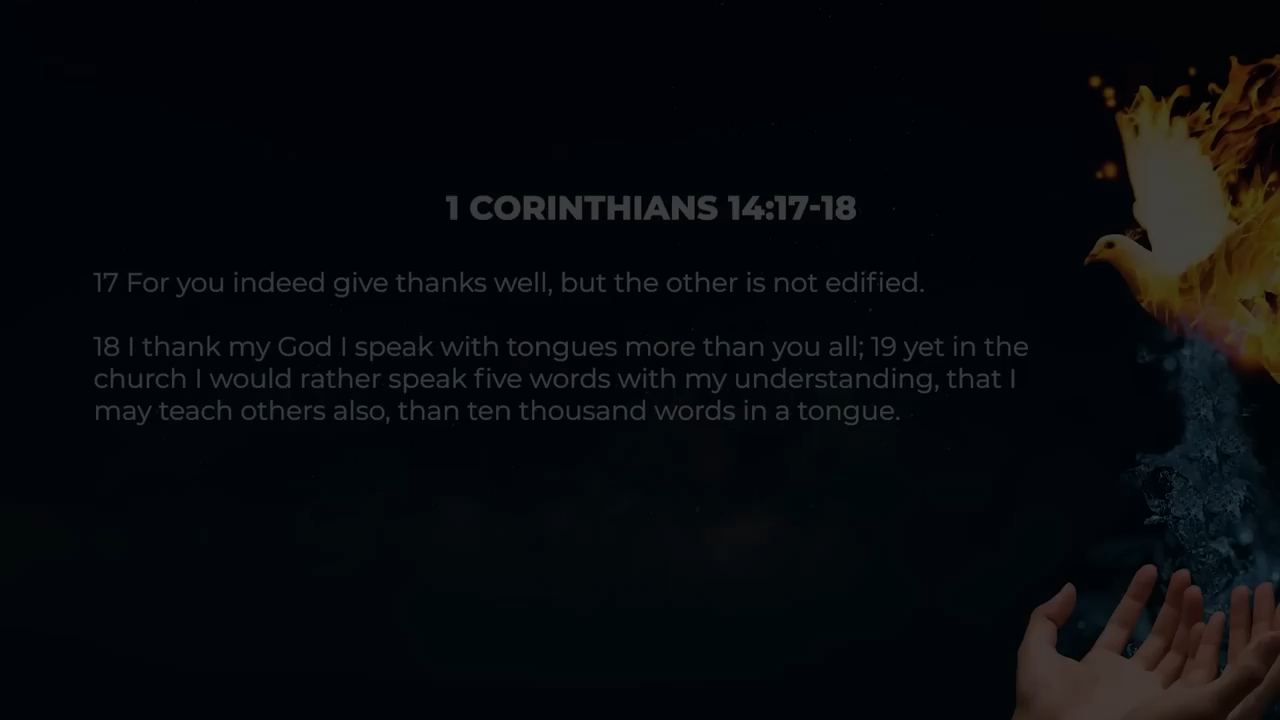 1 CORINTHIANS 14:17-18
17 For you indeed give thanks well, but the other is not edified.
18 I thank my God I speak with tongues more than you all; 19 yet in the
church I would rather speak five words with my understanding, that I
may teach others also, than ten thousand words in a tongue.